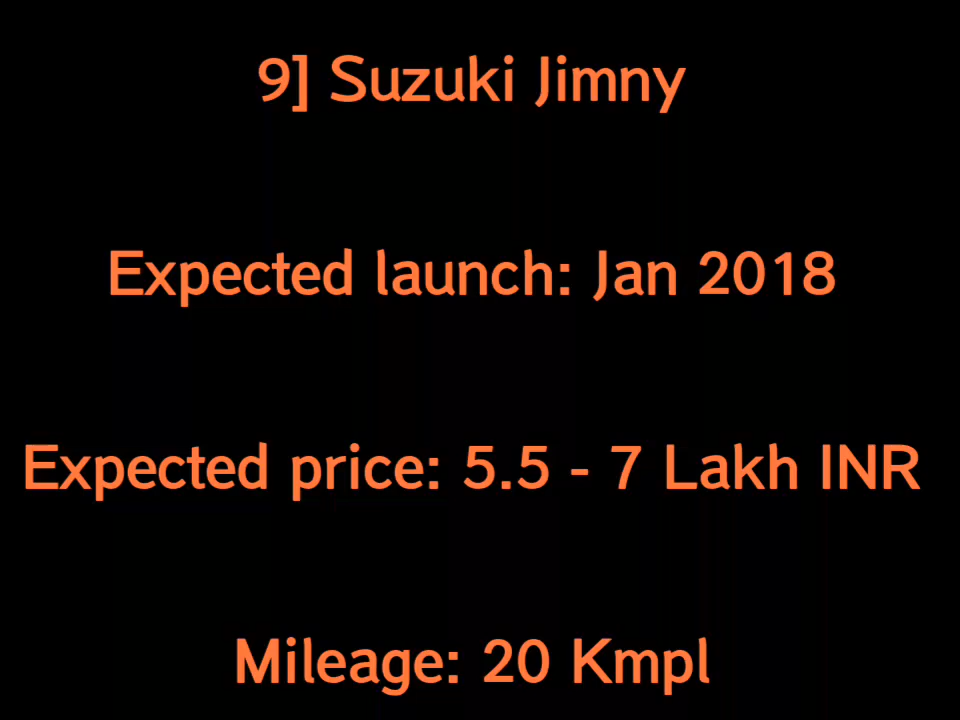 9] Suzuki Jimny
Expected launch: Jan 2018
Expected price: 5.5 - 7 Lakh INR
Mileage: 20 Kmpl